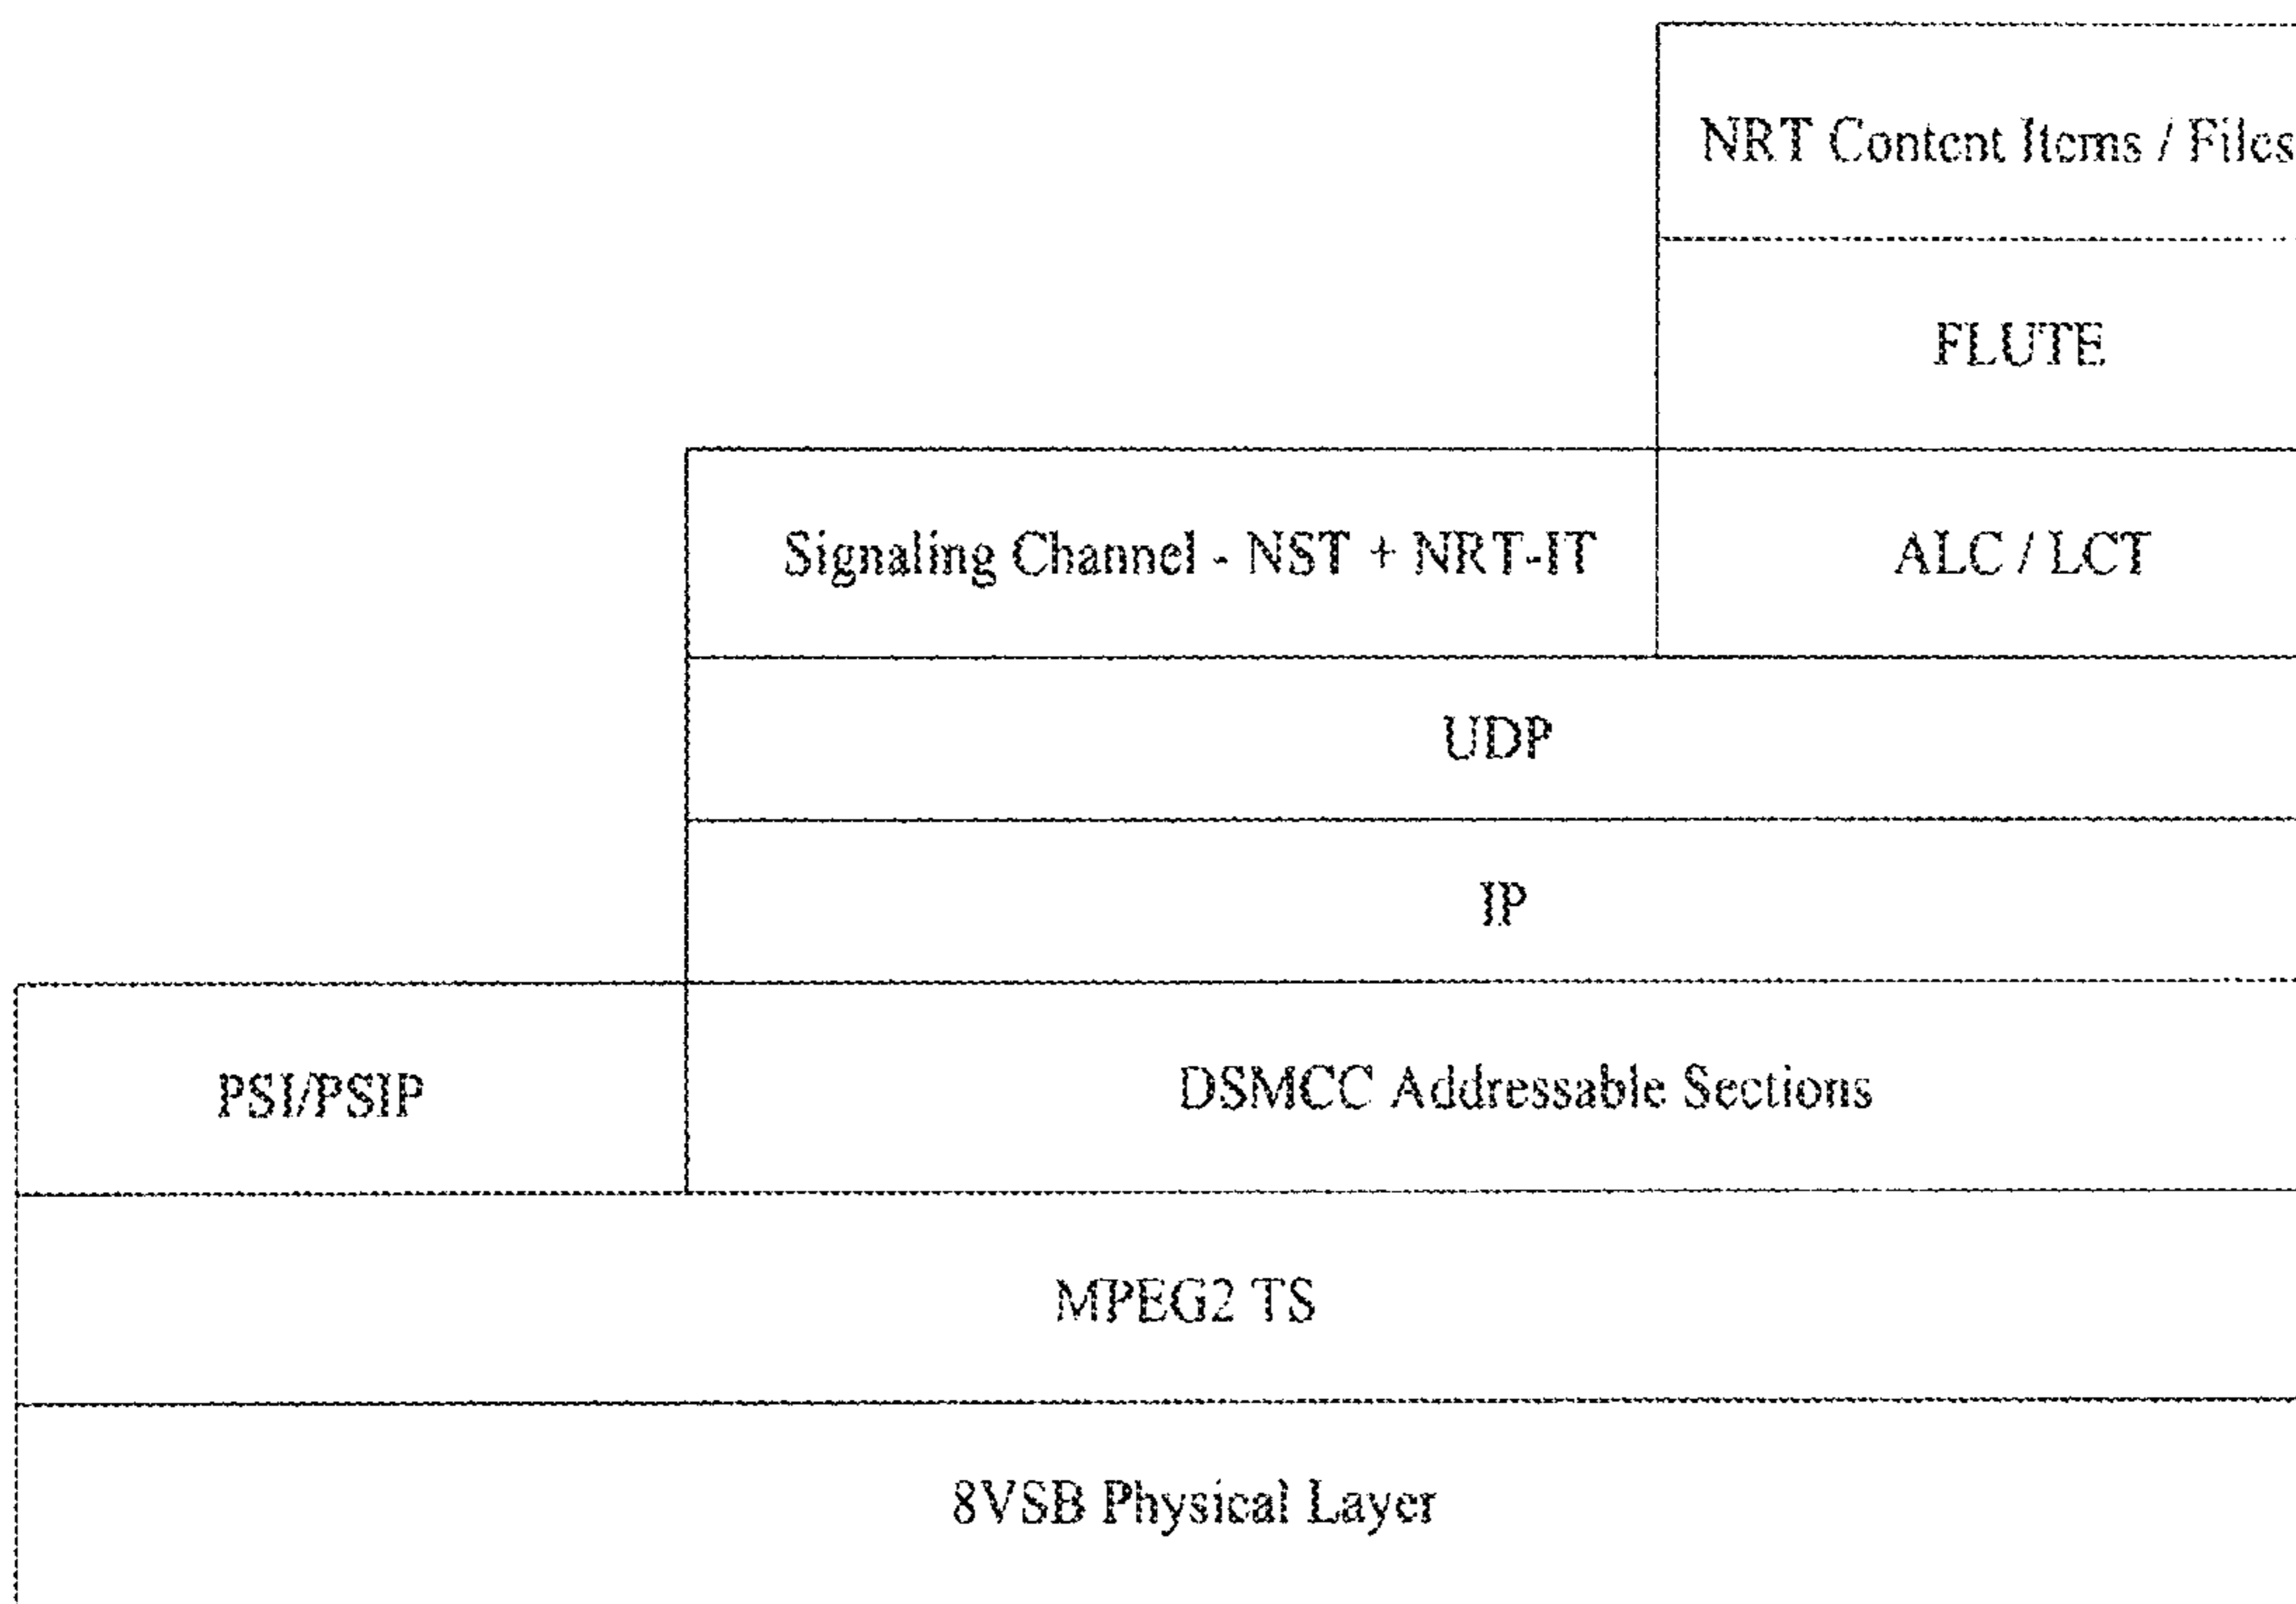 NRT Content Items / Files
FLUTE
Signaling Channel - NST + NRT-IT
ALC / LCT
UDP
IP
PSI/PSIP
DSMCC Addressable Sections
MPEG2 TS
8VSB Physical Layer